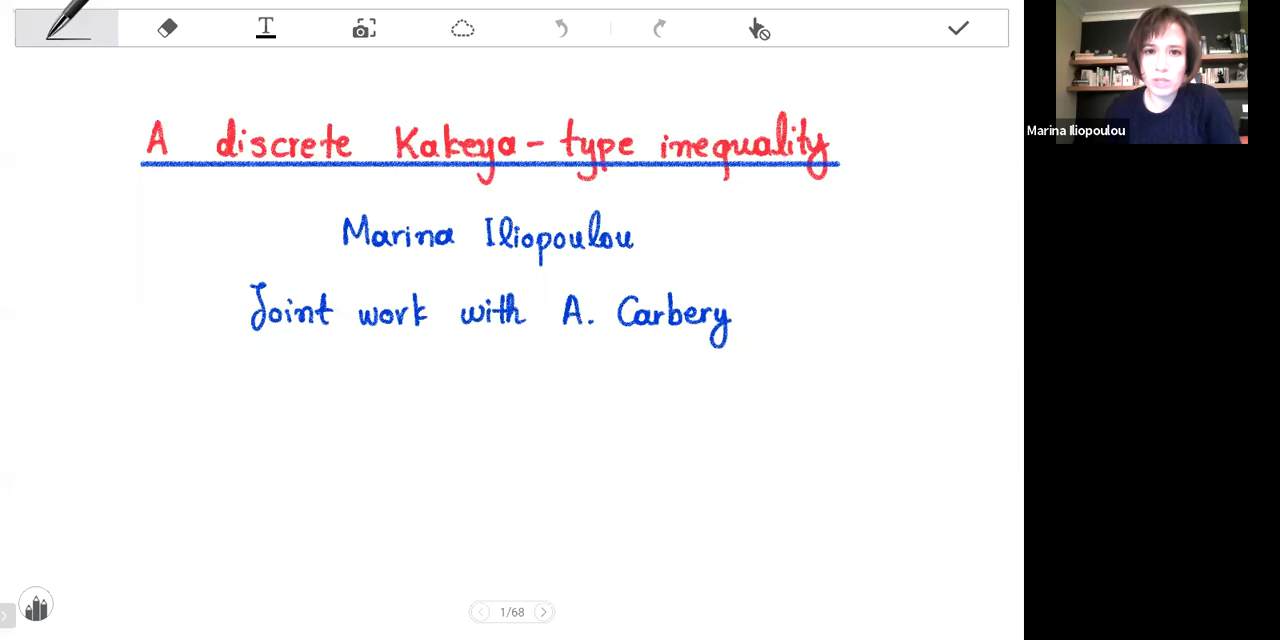 T
A discrete Kakeya-type inequality
Marina Iliopoulou
Joint work with A. Carbery
1/68
Marina Iliopoulou